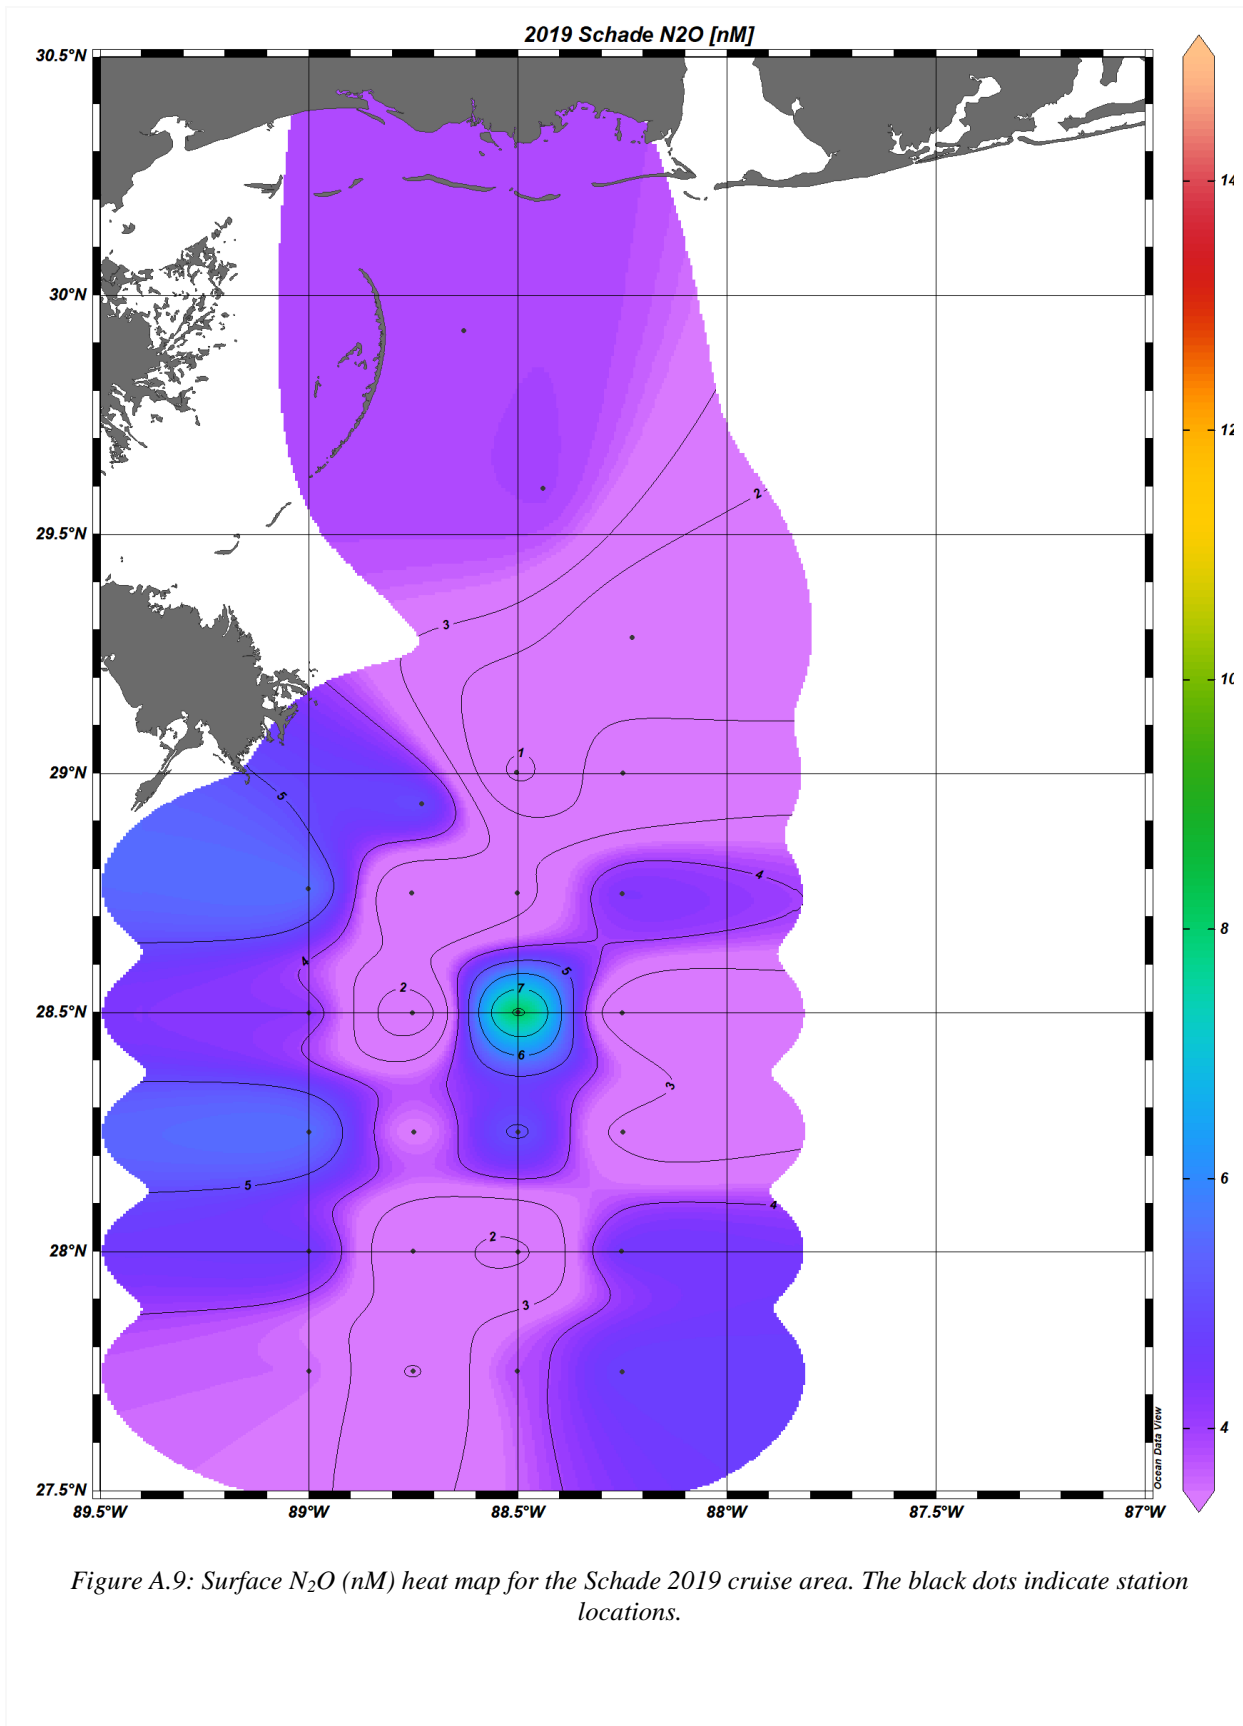 2019 Schade N2O [nM]
30.5°N
30°N
29.5°N
29°N
28.5°N
28°N
27.5°N
89.5°W
89°W
88.5°W
88°W
87.5°W
87°W
14
12
10
8
6
4
2
3
1
5
4
4
5
2
7
6
3
5
4
2
3
Ocean Data View
Figure A.9: Surface N₂O (nM) heat map for the Schade 2019 cruise area. The black dots indicate station
locations.